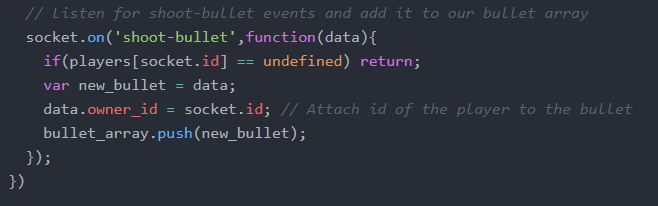 // Listen for shoot-bullet events and add it to our bullet array
socket.on('shoot-bullet',function(data){
if(players[socket.id] == undefined) return;
var new_bullet = data;
data.owner_id = socket.id; // Attach id of the player to the bullet
bullet_array.push(new_bullet);
});
})